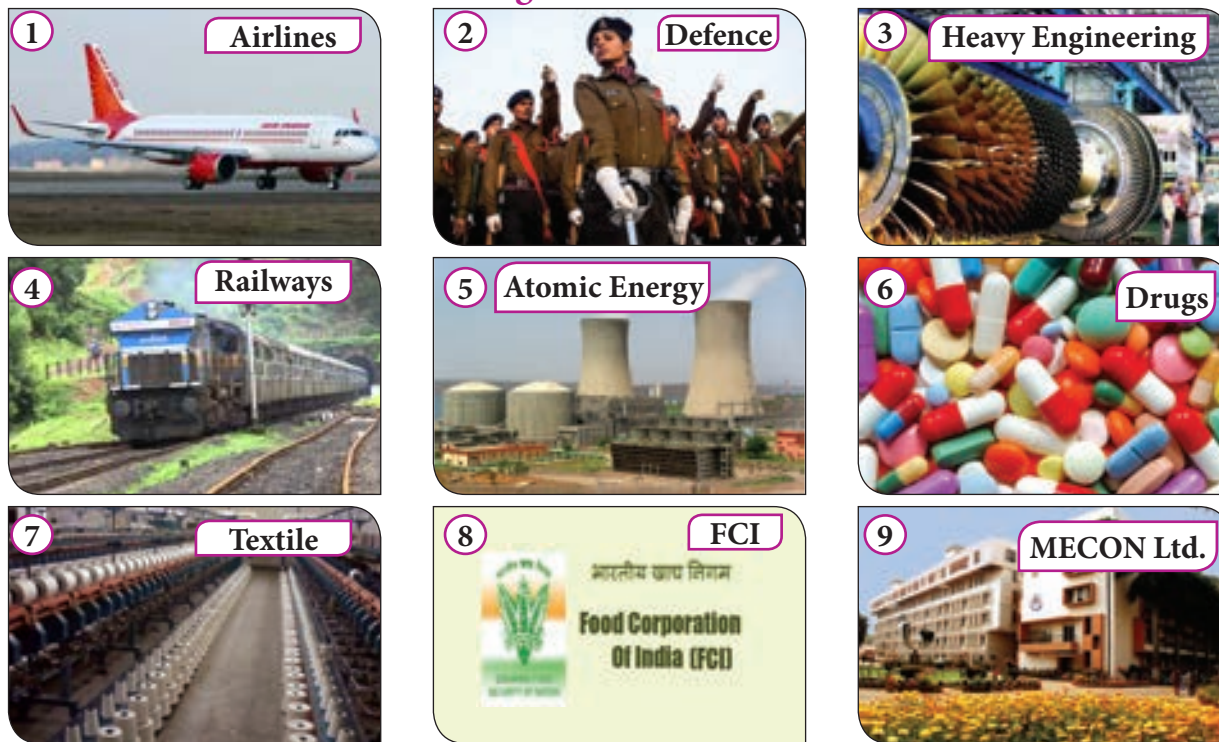 1
Airlines
2
Defence
3
Heavy Engineering
4
Railways
5
Atomic Energy
6
Drugs
7
Textile
8
FCI
भारतीय खाद्य निगम
Food Corporation
Of India (FCI)
9
MECON Ltd.